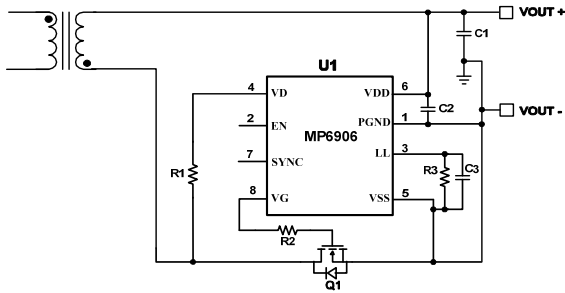 VOUT +
C1
U1
4
VD
VDD
6
C2
VOUT -
2
EN
PGND
1
MP6906
3
LL
R1
7
SYNC
R3
C3
8
VG
VSS
5
R2
Q1